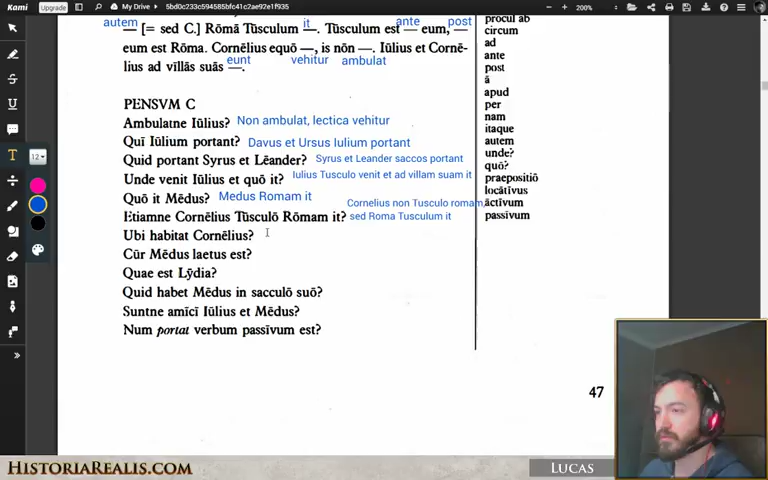 Kami
Upgrade
My Drive
5bd0c233c594585bfc41c2ae92e1f935
200%
autem it ante post
— [= sed C.] Rōmā Tūsculum —. Tūsculum est — eum, —
eum est Rōma. Cornēlius equō —, is nōn —. Iūlius et Cornē-
eunt vehitur ambulat
lius ad vīllās suās —.
PENSVM C
Ambulatne Iūlius? Non ambulat, lectica vehitur
Quī Iūlium portant? Davus et Ursus Iulium portant
Quid portant Syrus et Lēander? Syrus et Leander saccos portant
Unde venit Iūlius et quō it? Iulius Tusculo venit et ad villam suam it
Quō it Mēdus? Medus Romam it
Cornelius non Tusculo romam,
Etiamne Cornēlius Tūsculō Rōmam it? sed Roma Tusculum it
Ubi habitat Cornēlius?
Cūr Mēdus laetus est?
Quae est Lȳdia?
Quid habet Mēdus in sacculō suō?
Suntne amīcī Iūlius et Mēdus?
Num portat verbum passīvum est?
procul ab
circum
ad
ante
post
ā
apud
per
nam
itaque
autem
unde?
quō?
praepositiō
locātīvus
āctīvum
passīvum
47
12
HISTORIAREALIS.COM
LUCAS